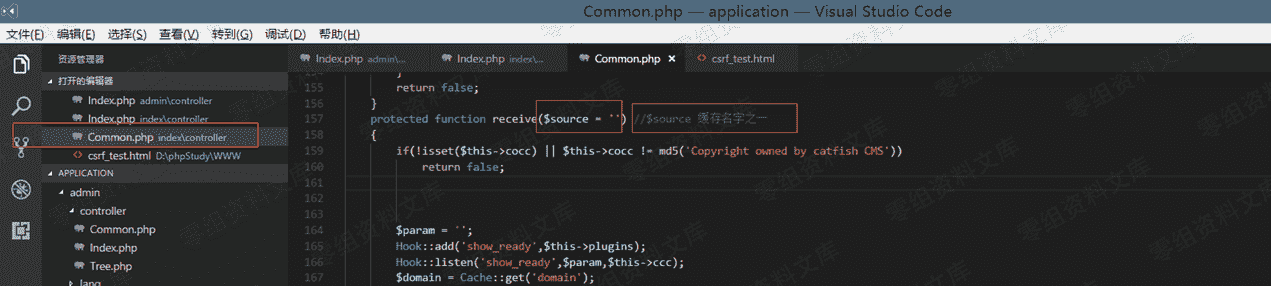 Common.php — application — Visual Studio Code
文件(F) 编辑(E) 选择(S) 查看(V) 转到(G) 调试(D) 帮助(H)
资源管理器
打开的编辑器
Index.php admin\controller
Index.php index\controller
Common.php index\controller
csrf_test.html D:\phpStudy\WWW
APPLICATION
admin
controller
Common.php
Index.php
Tree.php
lang
Index.php admin\... Index.php index\... Common.php × csrf_test.html
154 }
155 return false;
156 }
157 protected function receive($source = '') //$source 缓存名字之一
158 {
159 if(!isset($this->cocc) || $this->cocc != md5('Copyright owned by catfish CMS'))
160 return false;
161
162
163
164 $param = '';
165 Hook::add('show_ready',$this->plugins);
166 Hook::listen('show_ready',$param,$this->ccc);
167 $domain = Cache::get('domain');
零组资料文库